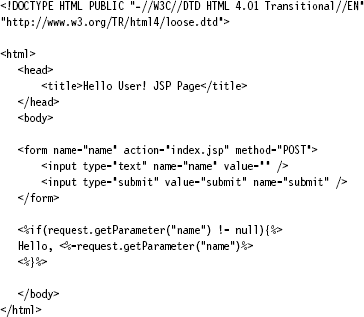 <!DOCTYPE HTML PUBLIC "-//W3C//DTD HTML 4.01 Transitional//EN"
"http://www.w3.org/TR/html4/loose.dtd">
<html>
<head>
<title>Hello User! JSP Page</title>
</head>
<body>
<form name="name" action="index.jsp" method="POST">
<input type="text" name="name" value="" />
<input type="submit" value="submit" name="submit" />
</form>
<%if(request.getParameter("name") != null){%>
Hello, <%=request.getParameter("name")%>
<%}%>
</body>
</html>